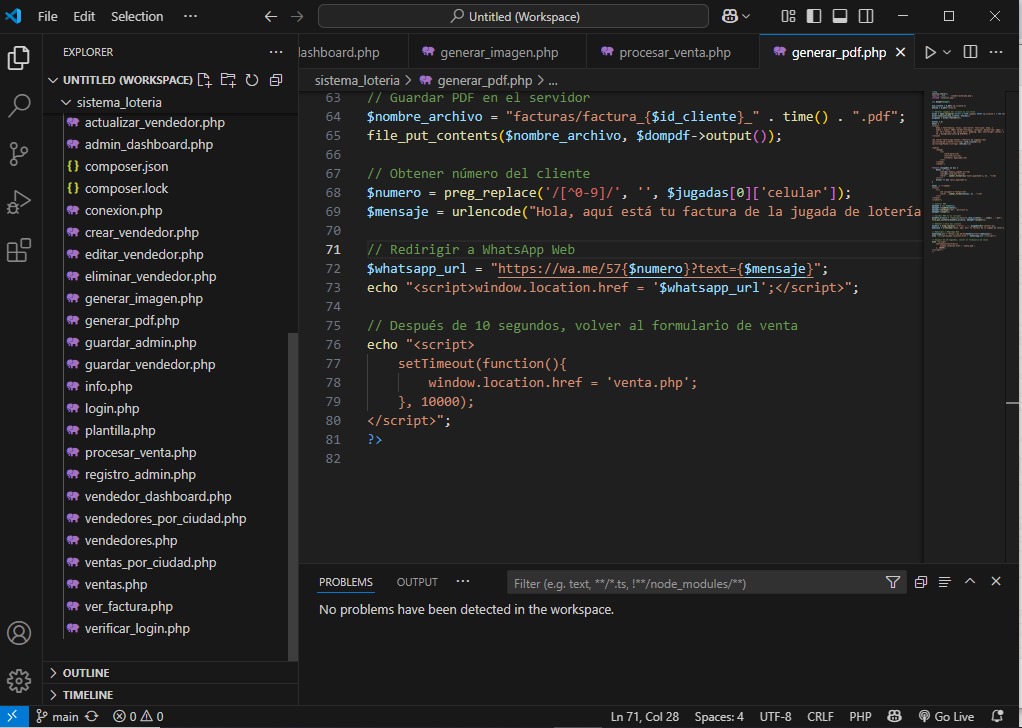 File Edit Selection ··· Untitled (Workspace)
EXPLORER ···
UNTITLED (WORKSPACE)
sistema_loteria
actualizar_vendedor.php
admin_dashboard.php
{} composer.json
{} composer.lock
conexion.php
crear_vendedor.php
editar_vendedor.php
eliminar_vendedor.php
generar_imagen.php
generar_pdf.php
guardar_admin.php
guardar_vendedor.php
info.php
login.php
plantilla.php
procesar_venta.php
registro_admin.php
vendedor_dashboard.php
vendedores_por_ciudad.php
vendedores.php
ventas_por_ciudad.php
ventas.php
ver_factura.php
verificar_login.php
OUTLINE
TIMELINE
dashboard.php generar_imagen.php procesar_venta.php generar_pdf.php ···
sistema_loteria > generar_pdf.php > ...
63 // Guardar PDF en el servidor
64 $nombre_archivo = "facturas/factura_{$id_cliente}_" . time() . ".pdf";
65 file_put_contents($nombre_archivo, $dompdf->output());
66
67 // Obtener número del cliente
68 $numero = preg_replace('/[^0-9]/', '', $jugadas[0]['celular']);
69 $mensaje = urlencode("Hola, aquí está tu factura de la jugada de lotería
70
71 // Redirigir a WhatsApp Web
72 $whatsapp_url = "https://wa.me/57{$numero}?text={$mensaje}";
73 echo "<script>window.location.href = '$whatsapp_url';</script>";
74
75 // Después de 10 segundos, volver al formulario de venta
76 echo "<script>
77 setTimeout(function(){
78 window.location.href = 'venta.php';
79 }, 10000);
80 </script>";
81 ?>
82
PROBLEMS OUTPUT ··· Filter (e.g. text, **/*.ts, !**/node_modules/**)
No problems have been detected in the workspace.
main 0 0 Ln 71, Col 28 Spaces: 4 UTF-8 CRLF PHP Go Live